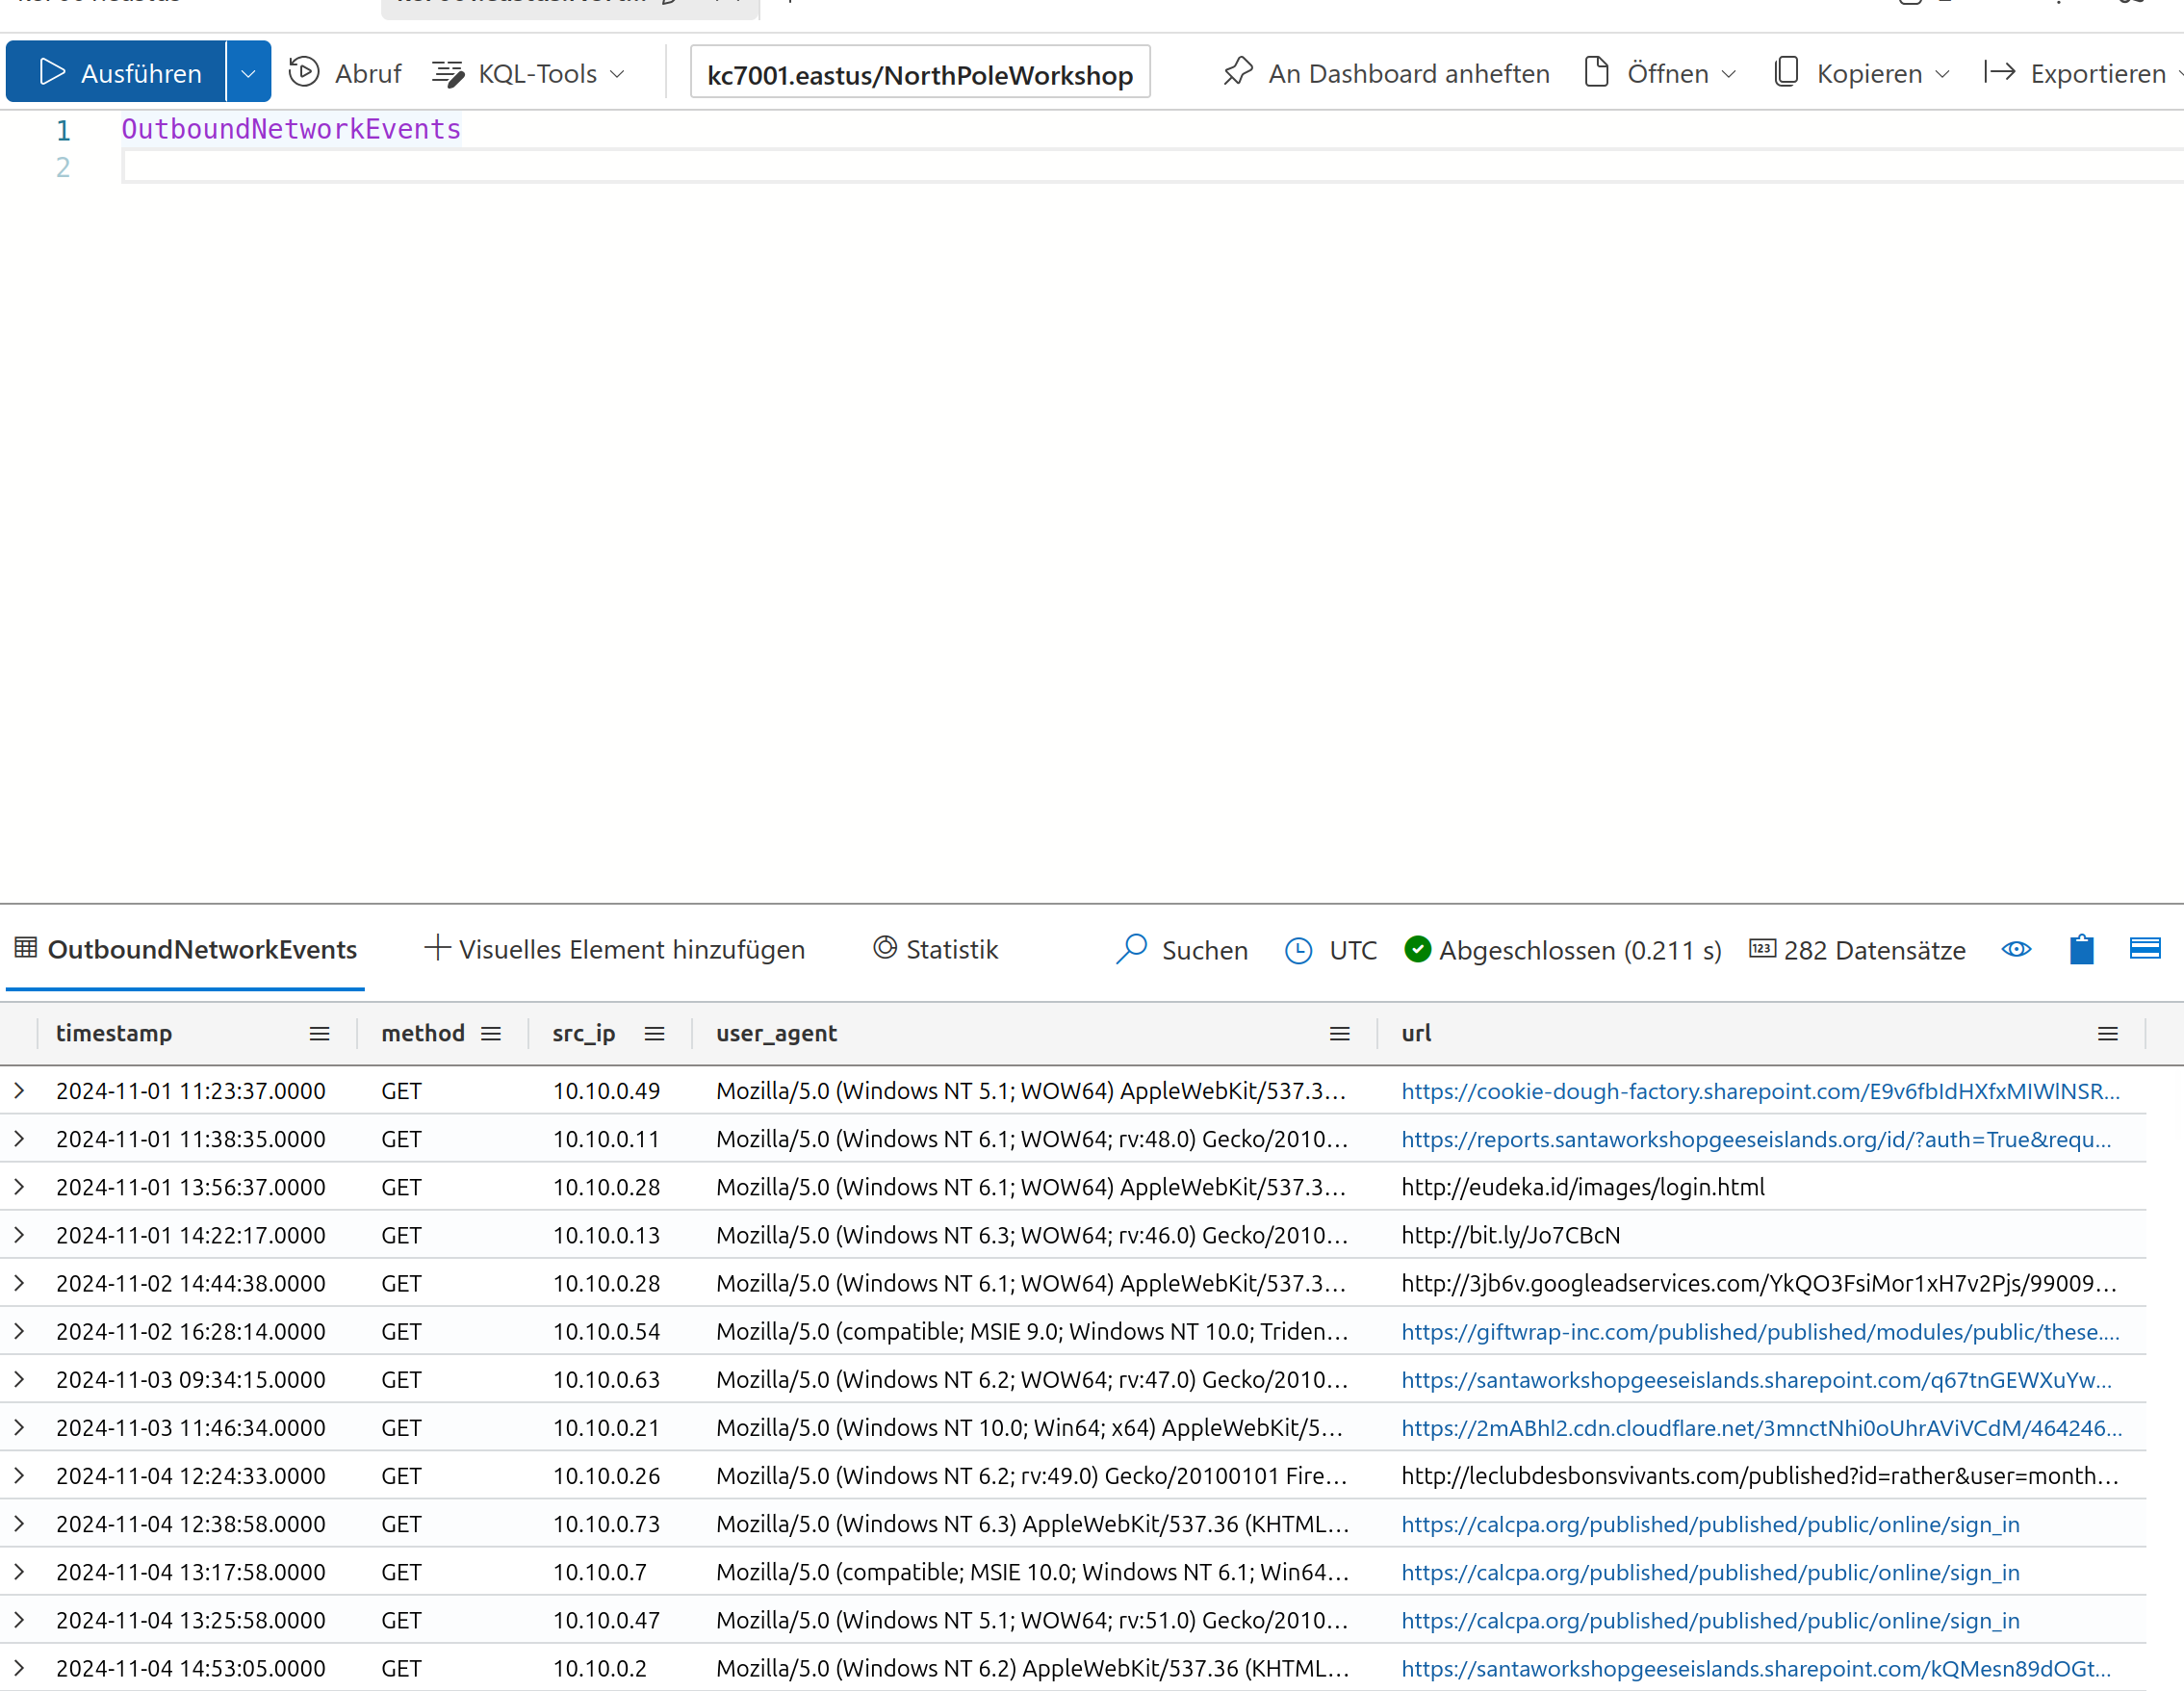 Ausführen Abruf KQL-Tools kc7001.eastus/NorthPoleWorkshop An Dashboard anheften Öffnen Kopieren Exportieren
1 OutboundNetworkEvents
2
OutboundNetworkEvents Visuelles Element hinzufügen Statistik Suchen UTC Abgeschlossen (0.211 s) 123 282 Datensätze
timestamp method src_ip user_agent url
2024-11-01 11:23:37.0000 GET 10.10.0.49 Mozilla/5.0 (Windows NT 5.1; WOW64) AppleWebKit/537.3... https://cookie-dough-factory.sharepoint.com/E9v6fbIdHXfxMIWlNSR...
2024-11-01 11:38:35.0000 GET 10.10.0.11 Mozilla/5.0 (Windows NT 6.1; WOW64; rv:48.0) Gecko/2010... https://reports.santaworkshopgeeseislands.org/id/?auth=True&requ...
2024-11-01 13:56:37.0000 GET 10.10.0.28 Mozilla/5.0 (Windows NT 6.1; WOW64) AppleWebKit/537.3... http://eudeka.id/images/login.html
2024-11-01 14:22:17.0000 GET 10.10.0.13 Mozilla/5.0 (Windows NT 6.3; WOW64; rv:46.0) Gecko/2010... http://bit.ly/Jo7CBcN
2024-11-02 14:44:38.0000 GET 10.10.0.28 Mozilla/5.0 (Windows NT 6.1; WOW64) AppleWebKit/537.3... http://3jb6v.googleadservices.com/YkQO3FsiMor1xH7v2Pjs/99009...
2024-11-02 16:28:14.0000 GET 10.10.0.54 Mozilla/5.0 (compatible; MSIE 9.0; Windows NT 10.0; Triden... https://giftwrap-inc.com/published/published/modules/public/these....
2024-11-03 09:34:15.0000 GET 10.10.0.63 Mozilla/5.0 (Windows NT 6.2; WOW64; rv:47.0) Gecko/2010... https://santaworkshopgeeseislands.sharepoint.com/q67tnGEWXuYw...
2024-11-03 11:46:34.0000 GET 10.10.0.21 Mozilla/5.0 (Windows NT 10.0; Win64; x64) AppleWebKit/5... https://2mABhl2.cdn.cloudflare.net/3mnctNhi0oUhrAViVCdM/464246...
2024-11-04 12:24:33.0000 GET 10.10.0.26 Mozilla/5.0 (Windows NT 6.2; rv:49.0) Gecko/20100101 Fire... http://leclubdesbonsvivants.com/published?id=rather&user=month...
2024-11-04 12:38:58.0000 GET 10.10.0.73 Mozilla/5.0 (Windows NT 6.3) AppleWebKit/537.36 (KHTML... https://calcpa.org/published/published/public/online/sign_in
2024-11-04 13:17:58.0000 GET 10.10.0.7 Mozilla/5.0 (compatible; MSIE 10.0; Windows NT 6.1; Win64... https://calcpa.org/published/published/public/online/sign_in
2024-11-04 13:25:58.0000 GET 10.10.0.47 Mozilla/5.0 (Windows NT 5.1; WOW64; rv:51.0) Gecko/2010... https://calcpa.org/published/published/public/online/sign_in
2024-11-04 14:53:05.0000 GET 10.10.0.2 Mozilla/5.0 (Windows NT 6.2) AppleWebKit/537.36 (KHTML... https://santaworkshopgeeseislands.sharepoint.com/kQMesn89dOGt...